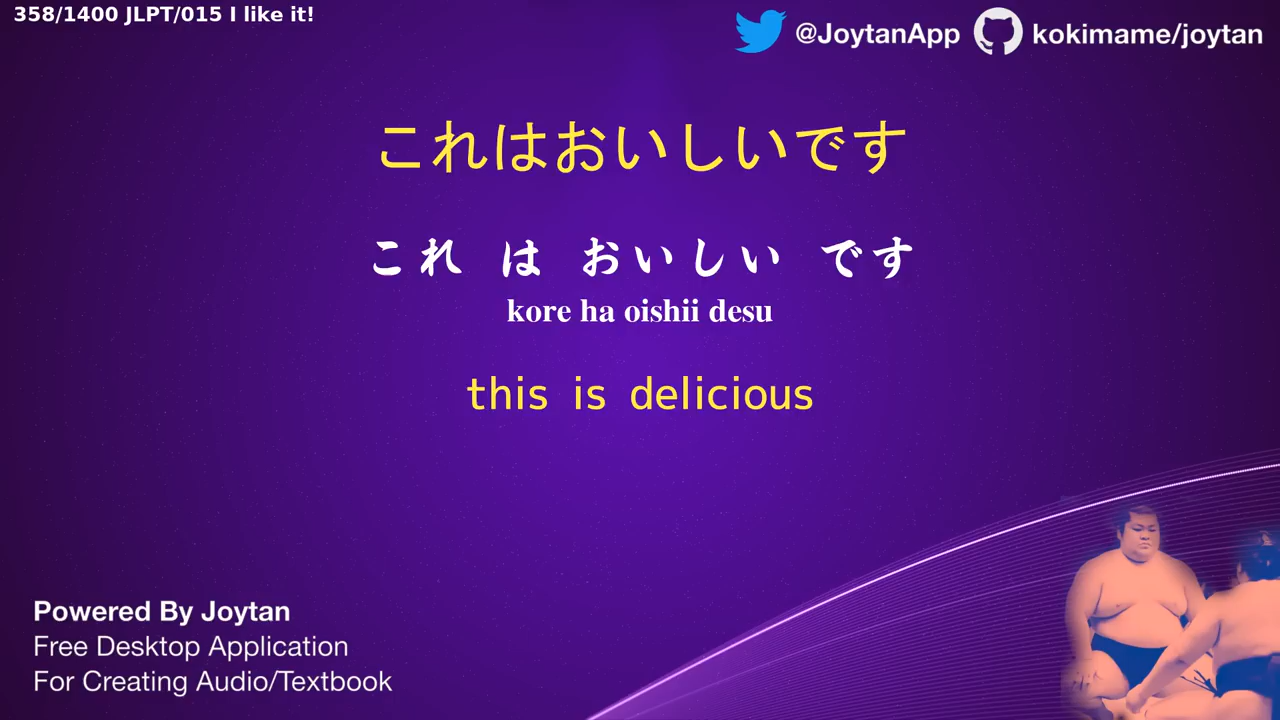 358/1400 JLPT/015 I like it!
@JoytanApp kokimame/joytan
これはおいしいです
これ は おいしい です
kore ha oishii desu
this is delicious
Powered By Joytan
Free Desktop Application
For Creating Audio/Textbook